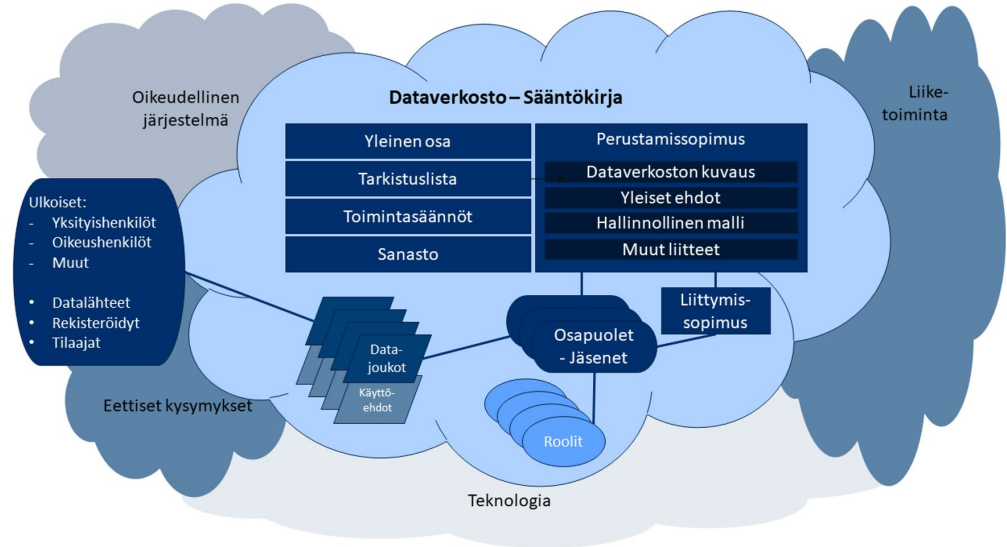 Oikeudellinen
järjestelmä
Dataverkosto – Sääntökirja
Liike-
toiminta
Yleinen osa
Tarkistuslista
Toimintasäännöt
Sanasto
Perustamissopimus
Dataverkoston kuvaus
Yleiset ehdot
Hallinnollinen malli
Muut liitteet
Ulkoiset:
- Yksityishenkilöt
- Oikeushenkilöt
- Muut
• Datalähteet
• Rekisteröidyt
• Tilaajat
Data-
joukot
Käyttö-
ehdot
Osapuolet
- Jäsenet
Liittymis-
sopimus
Roolit
Eettiset kysymykset
Teknologia